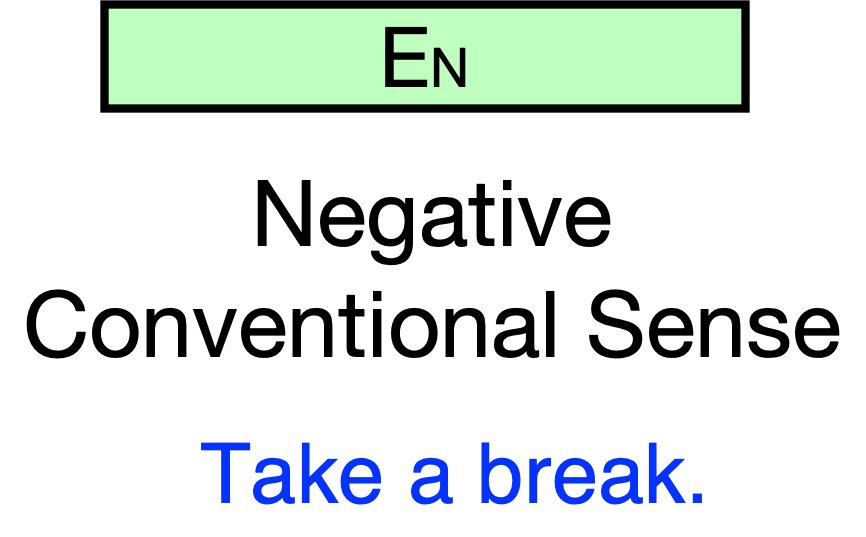 EN
Negative
Conventional Sense
Take a break.